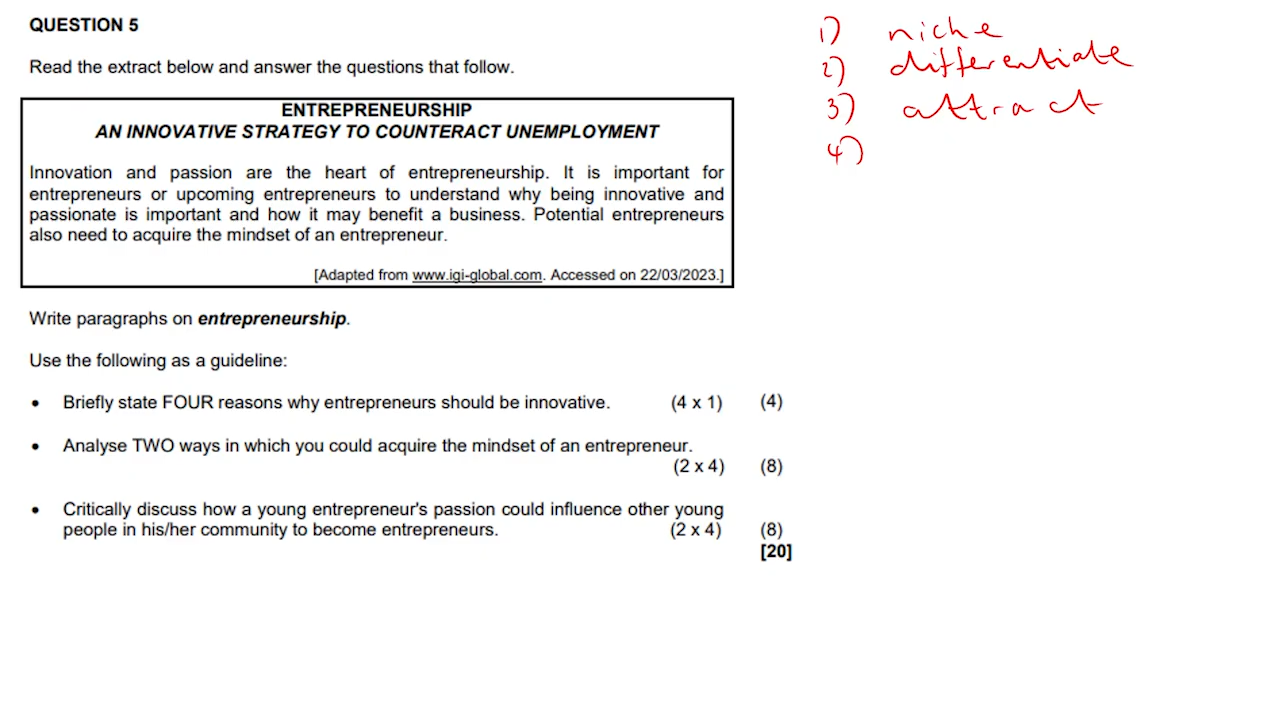 QUESTION 5
Read the extract below and answer the questions that follow.
ENTREPRENEURSHIP
AN INNOVATIVE STRATEGY TO COUNTERACT UNEMPLOYMENT
Innovation and passion are the heart of entrepreneurship. It is important for
entrepreneurs or upcoming entrepreneurs to understand why being innovative and
passionate is important and how it may benefit a business. Potential entrepreneurs
also need to acquire the mindset of an entrepreneur.
[Adapted from www.igi-global.com. Accessed on 22/03/2023.]
Write paragraphs on entrepreneurship.
Use the following as a guideline:
• Briefly state FOUR reasons why entrepreneurs should be innovative. (4 x 1) (4)
• Analyse TWO ways in which you could acquire the mindset of an entrepreneur.
(2 x 4) (8)
• Critically discuss how a young entrepreneur's passion could influence other young
people in his/her community to become entrepreneurs. (2 x 4) (8)
[20]
1) niche
2) differentiate
3) attract
4)